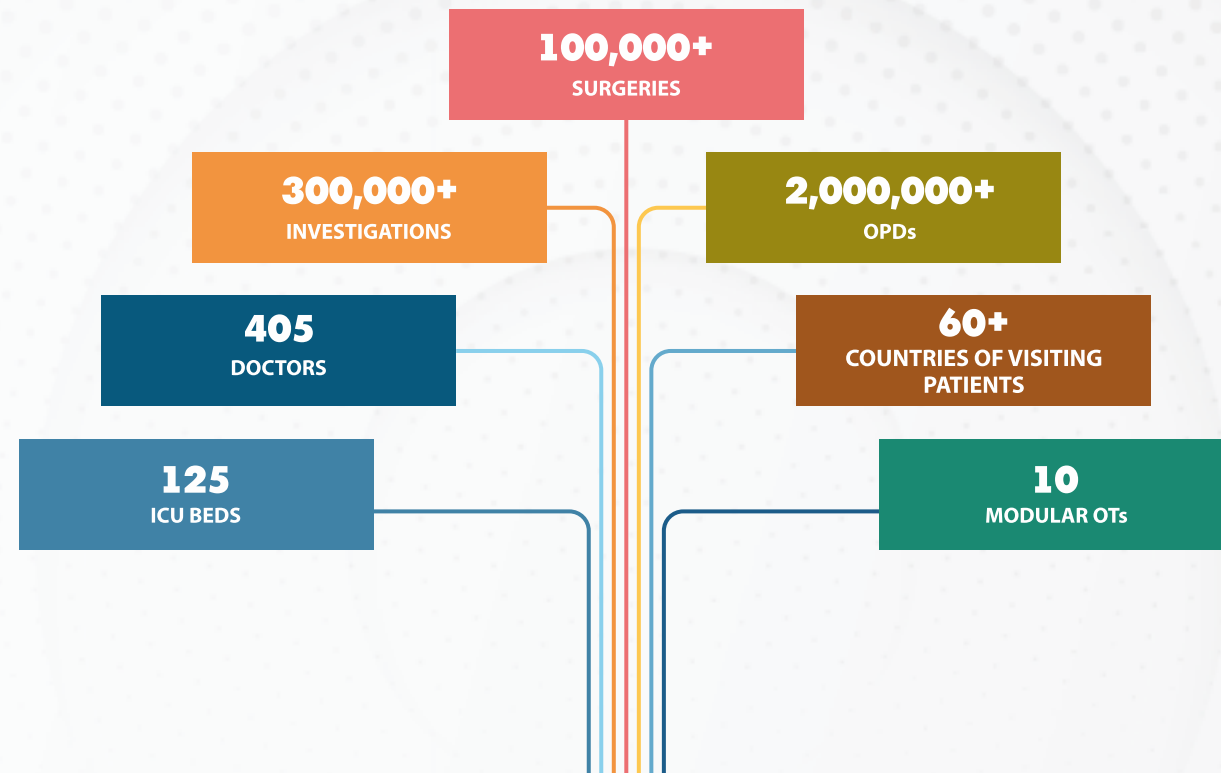 100,000+
SURGERIES
300,000+
INVESTIGATIONS
2,000,000+
OPDs
405
DOCTORS
60+
COUNTRIES OF VISITING
PATIENTS
125
ICU BEDS
10
MODULAR OTs